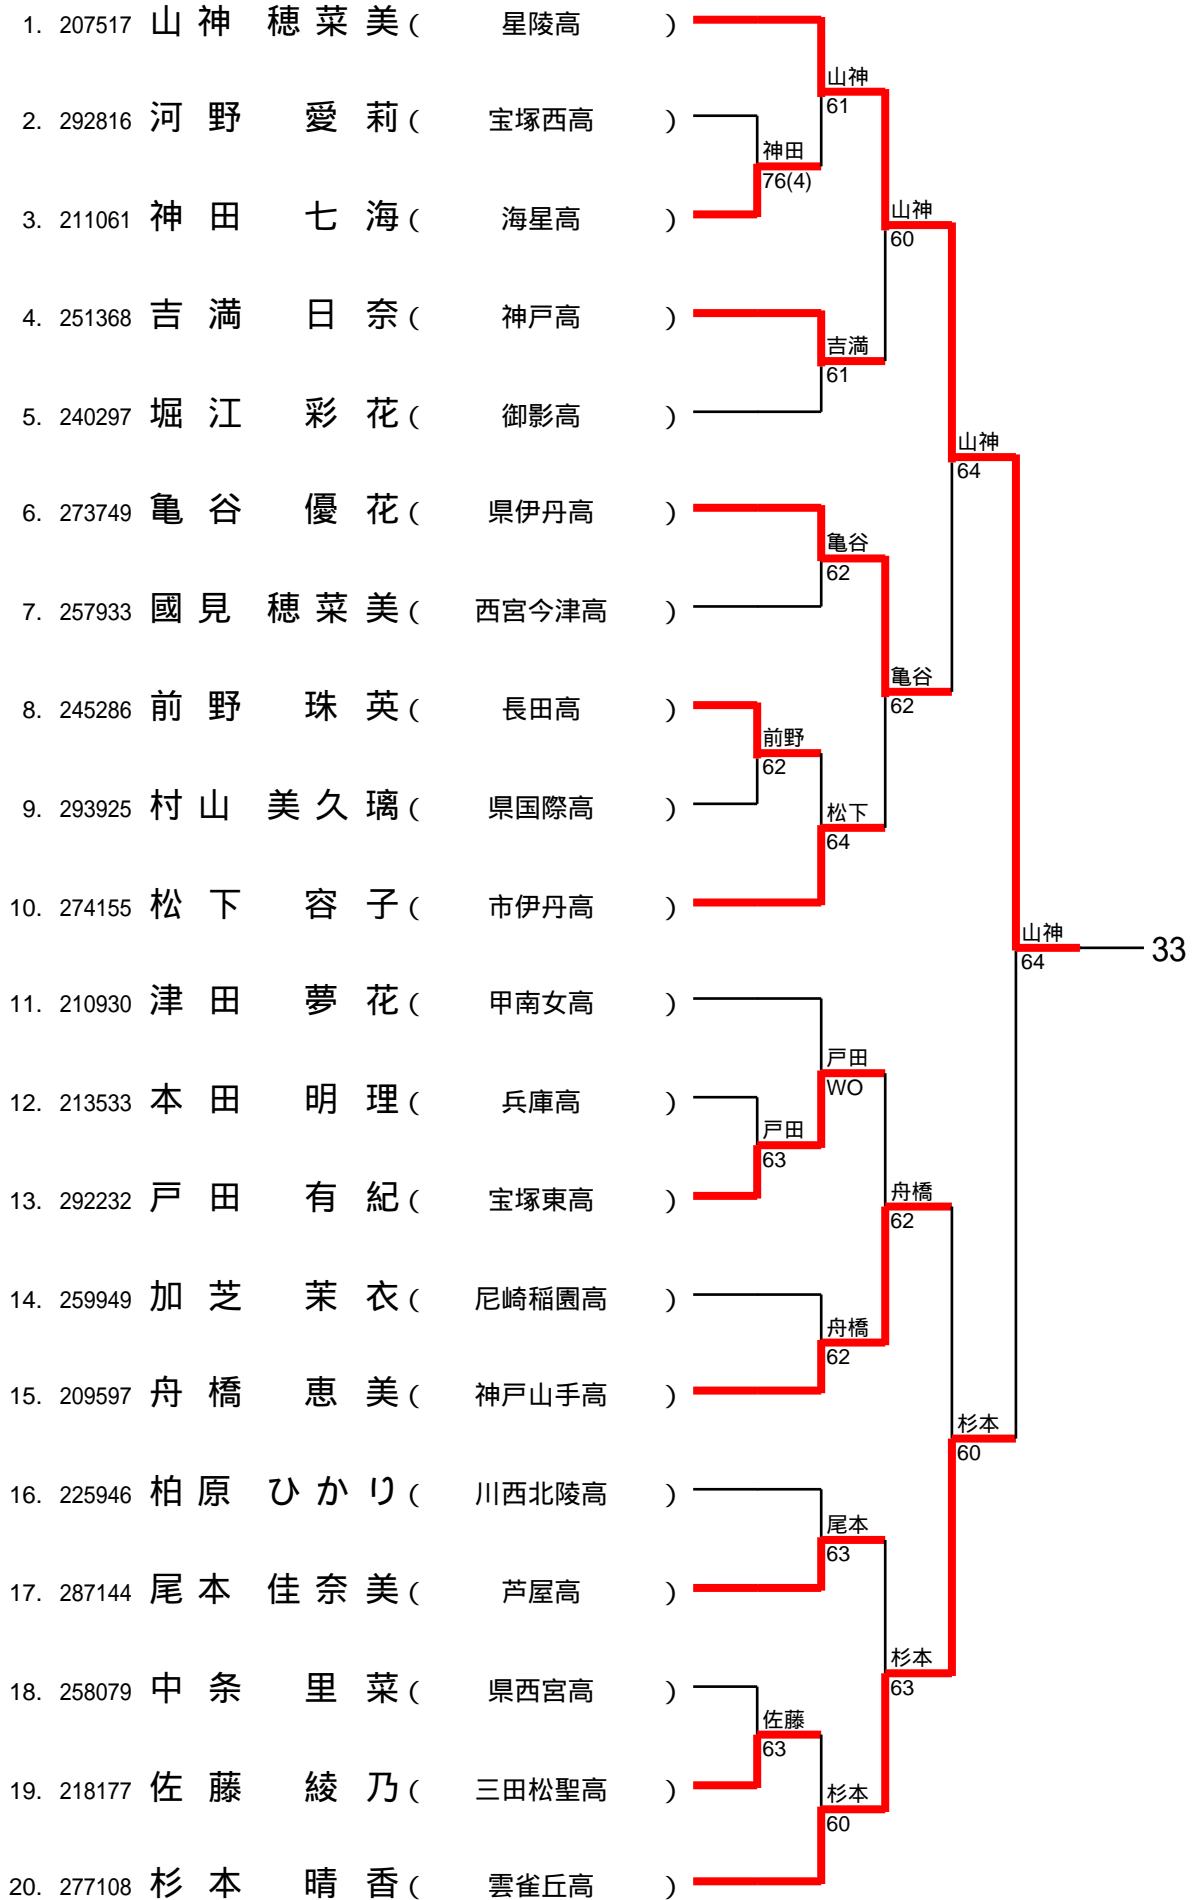 1. 207517 山神 穂菜美 ( 星陵高 )
山神
61
2. 292816 河野 愛莉 ( 宝塚西高 )
神田
76(4)
3. 211061 神田 七海 ( 海星高 )
山神
60
4. 251368 吉満 日奈 ( 神戸高 )
吉満
61
5. 240297 堀江 彩花 ( 御影高 )
山神
64
6. 273749 亀谷 優花 ( 県伊丹高 )
亀谷
62
7. 257933 國見 穂菜美 ( 西宮今津高 )
亀谷
62
8. 245286 前野 珠英 ( 長田高 )
前野
62
9. 293925 村山 美久璃 ( 県国際高 )
松下
64
10. 274155 松下 容子 ( 市伊丹高 )
山神
64
33
11. 210930 津田 夢花 ( 甲南女高 )
戸田
WO
12. 213533 本田 明理 ( 兵庫高 )
戸田
63
13. 292232 戸田 有紀 ( 宝塚東高 )
舟橋
62
14. 259949 加芝 茉衣 ( 尼崎稲園高 )
舟橋
62
15. 209597 舟橋 恵美 ( 神戸山手高 )
杉本
60
16. 225946 柏原 ひかり ( 川西北陵高 )
尾本
63
17. 287144 尾本 佳奈美 ( 芦屋高 )
杉本
63
18. 258079 中条 里菜 ( 県西宮高 )
佐藤
63
19. 218177 佐藤 綾乃 ( 三田松聖高 )
杉本
60
20. 277108 杉本 晴香 ( 雲雀丘高 )